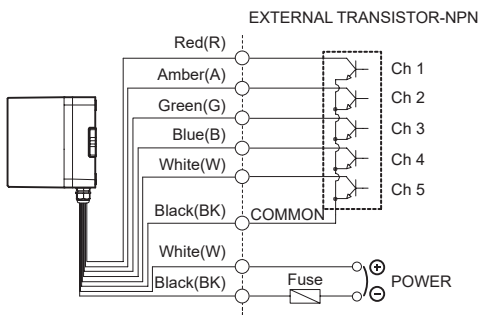 EXTERNAL TRANSISTOR-NPN
Red(R)
Ch 1
Amber(A)
Ch 2
Green(G)
Ch 3
Blue(B)
Ch 4
White(W)
Ch 5
Black(BK)
COMMON
White(W)
Black(BK)
Fuse
+
POWER
−